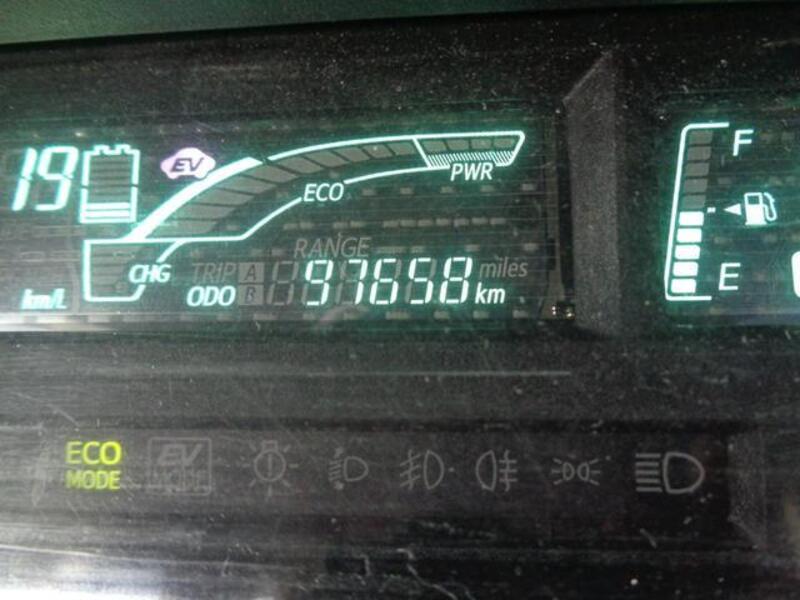 19
EV
F
PWR
ECO
RANGE
CHG
TRIP A
B
miles
E
km/L
ODO
97658 km
ECO
MODE
EV
MODE